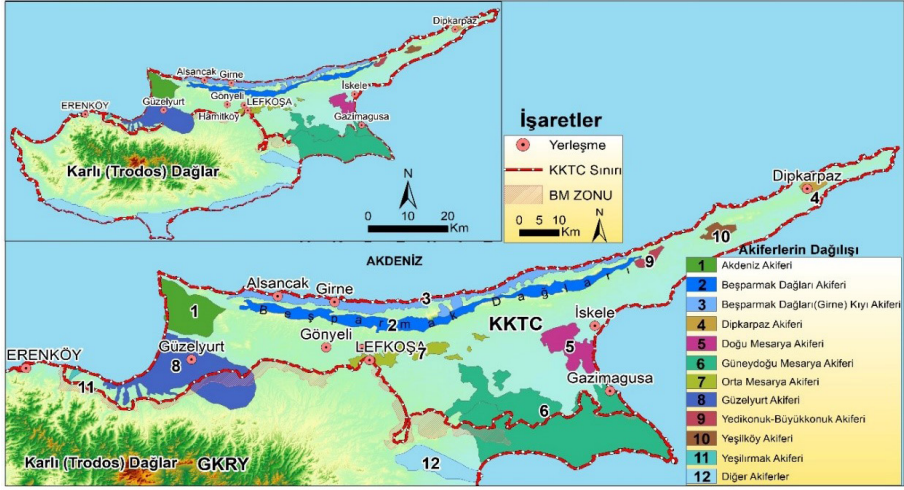 Dipkarpaz
Alsancak Girne
İskele
Gönyeli LEFKOŞA
ERENKÖY
Güzelyurt
Hamitköy
Gazimagusa
Karlı (Trodos) Dağlar
N
0 10 20
Km
İşaretler
Yerleşme
KKTC Sınırı
BM ZONU
0 5 10
Km
N
AKDENİZ
Dipkarpaz
4
10
9
Alsancak
Girne
3
1
Beşparmak Dağları
2
KKTC
İskele
Gönyeli
LEFKOŞA
7
5
ERENKÖY
Güzelyurt
8
11
Gazimagusa
6
Karlı (Trodos) Dağlar
GKRY
12
Akiferlerin Dağılışı
1 Akdeniz Akiferi
2 Beşparmak Dağları Akiferi
3 Beşparmak Dağları(Girne) Kıyı Akiferi
4 Dipkarpaz Akiferi
5 Doğu Mesarya Akiferi
6 Güneydoğu Mesarya Akiferi
7 Orta Mesarya Akiferi
8 Güzelyurt Akiferi
9 Yedikonuk-Büyükkonuk Akiferi
10 Yeşilköy Akiferi
11 Yeşilırmak Akiferi
12 Diğer Akiferler